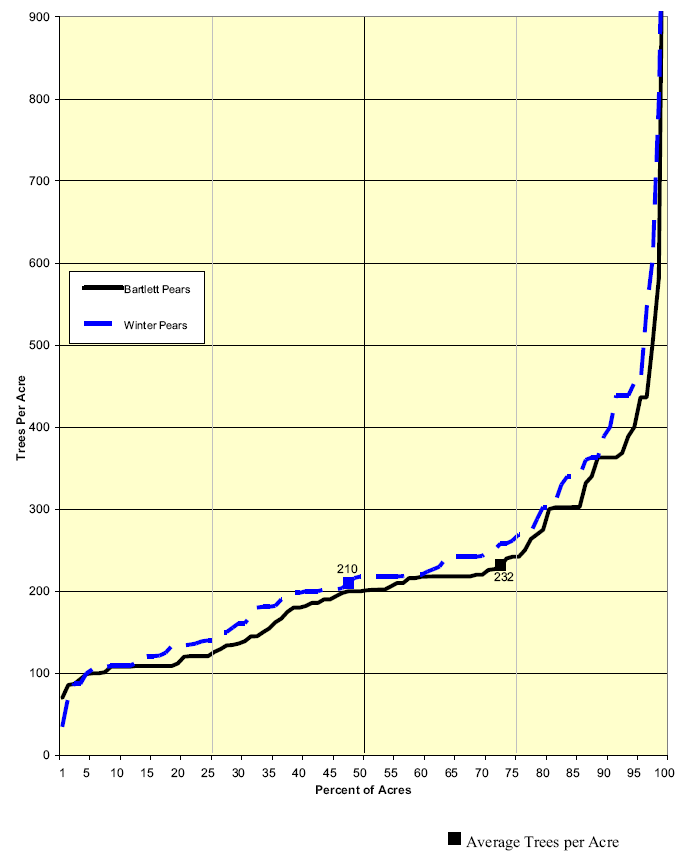 900
800
700
600
500
400
300
200
100
0
Trees Per Acre
Bartlett Pears
Winter Pears
210
232
1 5 10 15 20 25 30 35 40 45 50 55 60 65 70 75 80 85 90 95 100
Percent of Acres
Average Trees per Acre